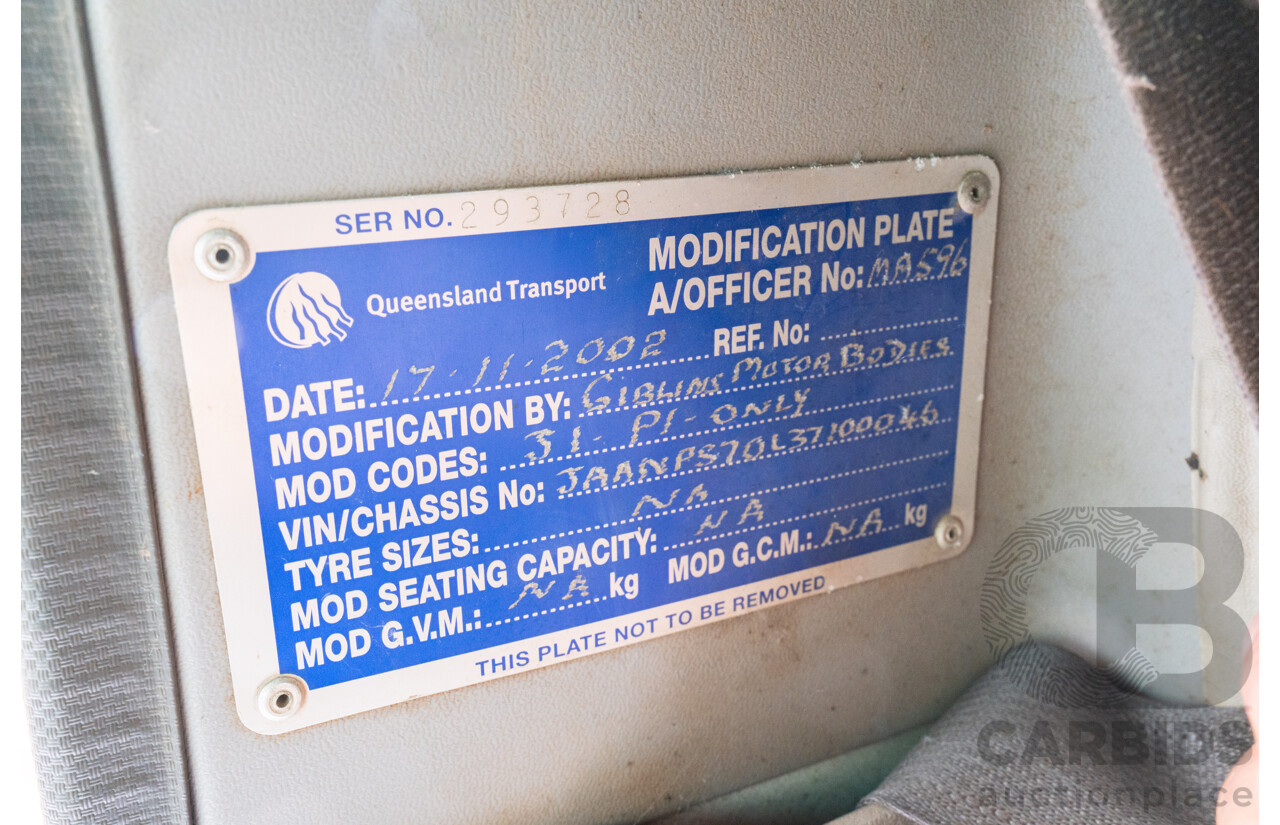 SER NO. 293728
Queensland Transport
MODIFICATION PLATE
A/OFFICER No: MA596
DATE: 17.11.2002 REF. No:
MODIFICATION BY: GIBLINS MOTOR BODIES
MOD CODES: J1 - P1 - ONLY
VIN/CHASSIS No: JAANPS70L37100046
TYRE SIZES: NA
MOD SEATING CAPACITY: NA
MOD G.V.M.: NA kg MOD G.C.M.: NA kg
THIS PLATE NOT TO BE REMOVED
CB
CARBIDS
auctionplace